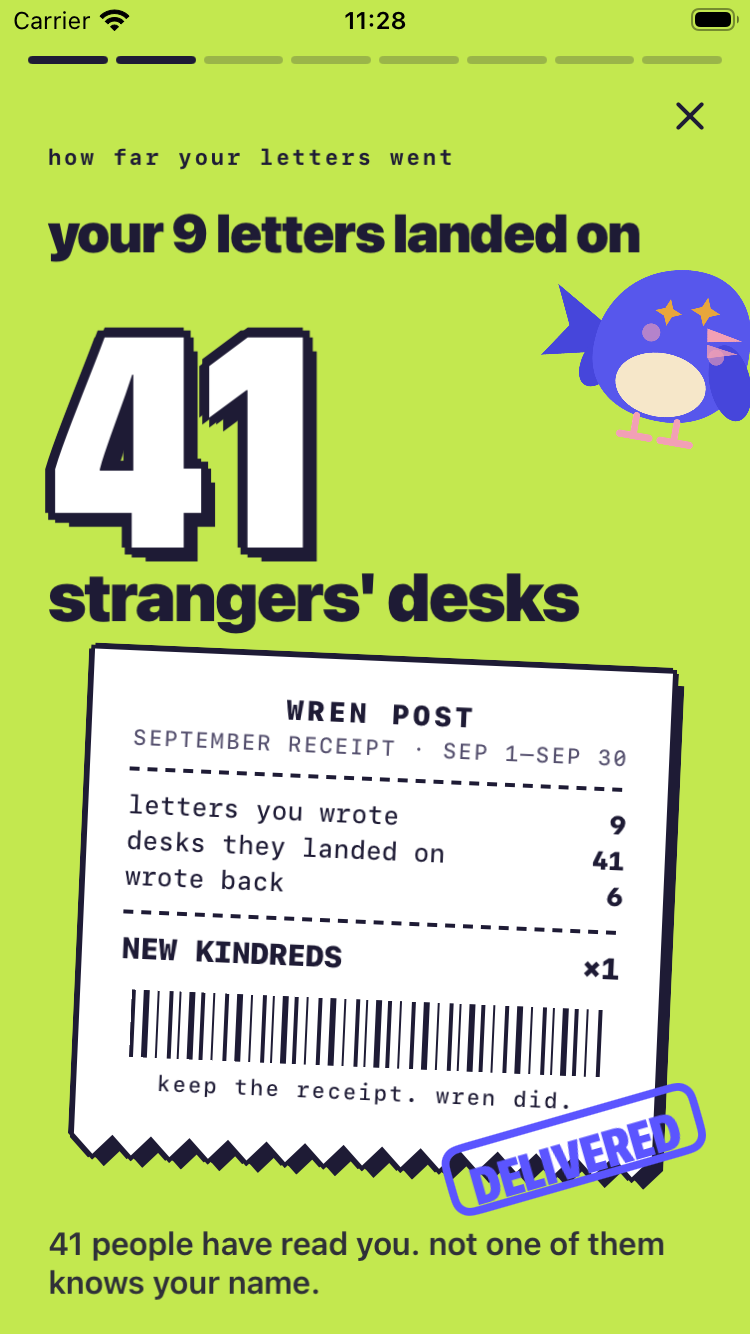 Carrier
11:28
how far your letters went
your 9 letters landed on
41
strangers' desks
WREN POST
SEPTEMBER RECEIPT · SEP 1—SEP 30
letters you wrote 9
desks they landed on 41
wrote back 6
NEW KINDREDS ×1
keep the receipt. wren did.
DELIVERED
41 people have read you. not one of them
knows your name.